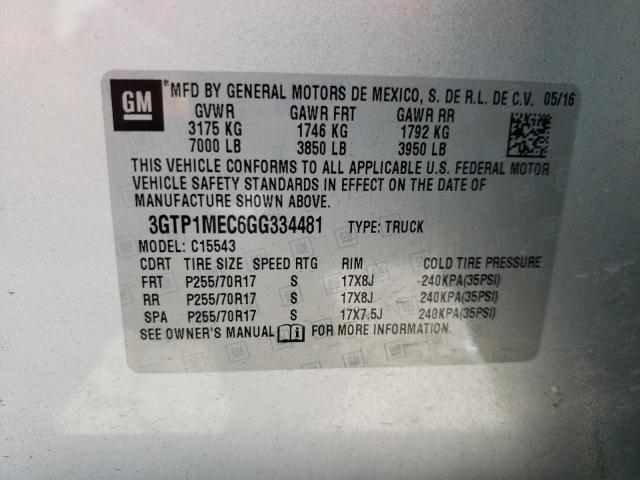 GM
® MFD BY GENERAL MOTORS DE MEXICO, S. DE R.L. DE C.V. 05/16
GVWR GAWR FRT GAWR RR
3175 KG 1746 KG 1792 KG
7000 LB 3850 LB 3950 LB
THIS VEHICLE CONFORMS TO ALL APPLICABLE U.S. FEDERAL MOTOR
VEHICLE SAFETY STANDARDS IN EFFECT ON THE DATE OF
MANUFACTURE SHOWN ABOVE.
3GTP1MEC6GG334481 TYPE: TRUCK
MODEL: C15543
CDRT TIRE SIZE SPEED RTG RIM COLD TIRE PRESSURE
FRT P255/70R17 S 17X8J 240KPA(35PSI)
RR P255/70R17 S 17X8J 240KPA(35PSI)
SPA P255/70R17 S 17X7.5J 240KPA(35PSI)
SEE OWNER'S MANUAL FOR MORE INFORMATION.